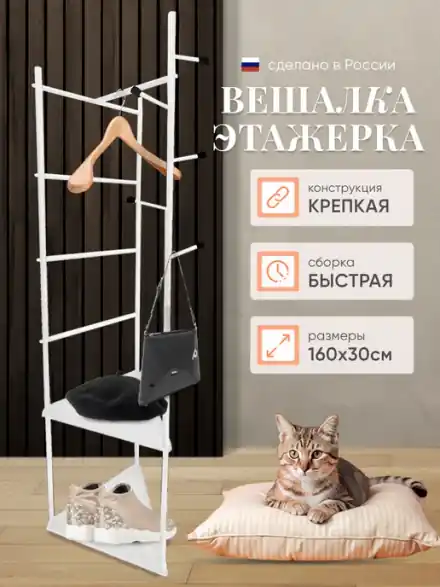 сделано в России
ВЕШАЛКА
ЭТАЖЕРКА
конструкция
КРЕПКАЯ
сборка
БЫСТРАЯ
размеры
160х30см